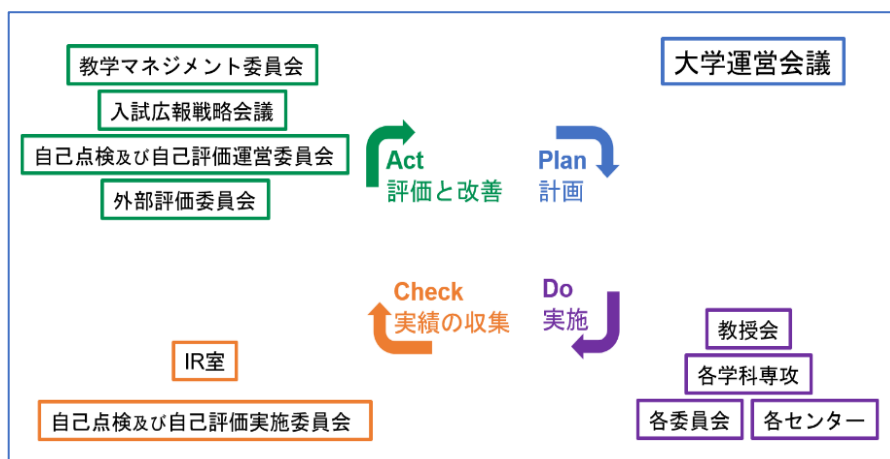 教学マネジメント委員会
入試広報戦略会議
自己点検及び自己評価運営委員会
外部評価委員会
Act
評価と改善
Plan
計画
大学運営会議
Check
実績の収集
Do
実施
IR室
自己点検及び自己評価実施委員会
教授会
各学科専攻
各委員会
各センター